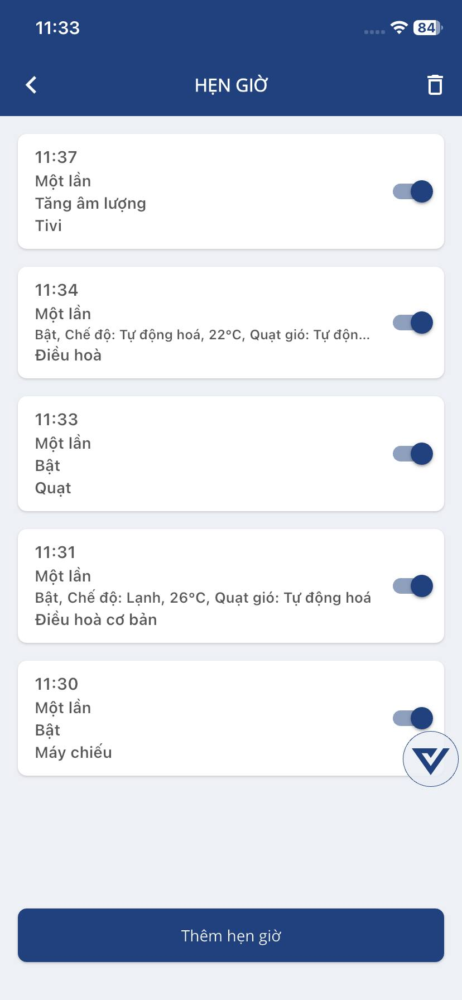 11:33
84
HẸN GIỜ
11:37
Một lần
Tăng âm lượng
Tivi
11:34
Một lần
Bật, Chế độ: Tự động hoá, 22°C, Quạt gió: Tự độn...
Điều hoà
11:33
Một lần
Bật
Quạt
11:31
Một lần
Bật, Chế độ: Lạnh, 26°C, Quạt gió: Tự động hoá
Điều hoà cơ bản
11:30
Một lần
Bật
Máy chiếu
Thêm hẹn giờ